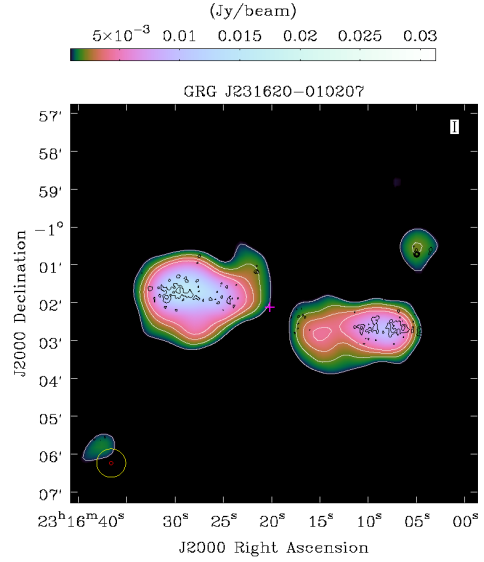 (Jy/beam)
5×10⁻³ 0.01 0.015 0.02 0.025 0.03
GRG J231620-010207
I
57′
58′
59′
-1°
01′
02′
03′
04′
05′
06′
07′
J2000 Declination
23ʰ16ᵐ40ˢ 30ˢ 25ˢ 20ˢ 15ˢ 10ˢ 05ˢ 00ˢ
J2000 Right Ascension